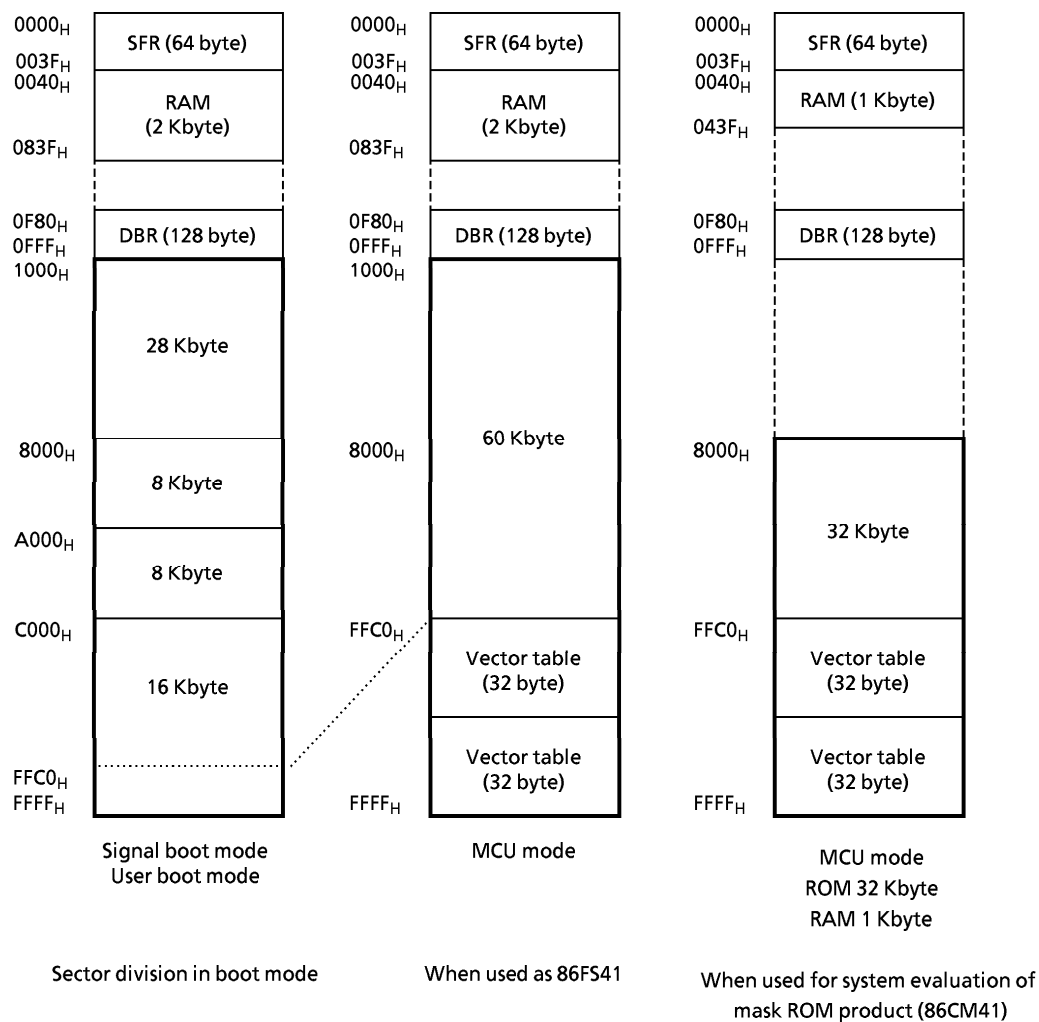 0000H
SFR (64 byte)
003FH
0040H
RAM
(2 Kbyte)
083FH
0F80H
DBR (128 byte)
0FFFH
1000H
28 Kbyte
8000H
8 Kbyte
A000H
8 Kbyte
C000H
16 Kbyte
FFC0H
FFFFH
Signal boot mode
User boot mode
Sector division in boot mode
0000H
SFR (64 byte)
003FH
0040H
RAM
(2 Kbyte)
083FH
0F80H
DBR (128 byte)
0FFFH
1000H
60 Kbyte
8000H
FFC0H
Vector table
(32 byte)
Vector table
(32 byte)
FFFFH
MCU mode
When used as 86FS41
0000H
SFR (64 byte)
003FH
0040H
RAM (1 Kbyte)
043FH
0F80H
DBR (128 byte)
0FFFH
8000H
32 Kbyte
FFC0H
Vector table
(32 byte)
Vector table
(32 byte)
FFFFH
MCU mode
ROM 32 Kbyte
RAM 1 Kbyte
When used for system evaluation of
mask ROM product (86CM41)